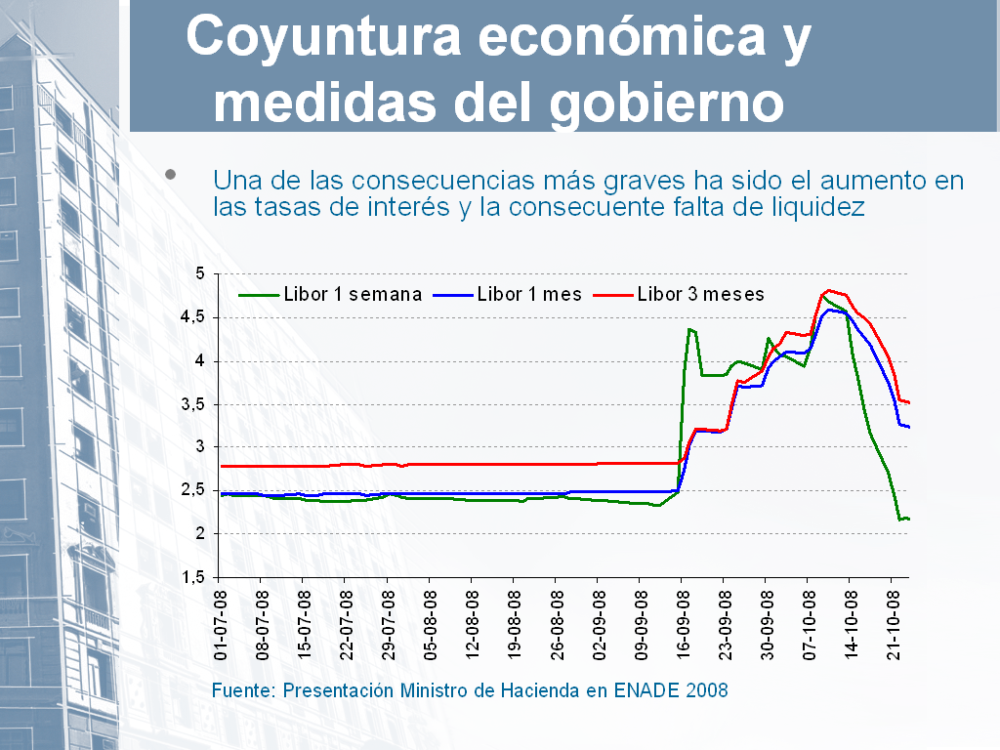 Coyuntura económica y
medidas del gobierno
• Una de las consecuencias más graves ha sido el aumento en
las tasas de interés y la consecuente falta de liquidez
Libor 1 semana Libor 1 mes Libor 3 meses
5
4,5
4
3,5
3
2,5
2
1,5
01-07-08 08-07-08 15-07-08 22-07-08 29-07-08 05-08-08 12-08-08 19-08-08 26-08-08 02-09-08 09-09-08 16-09-08 23-09-08 30-09-08 07-10-08 14-10-08 21-10-08
Fuente: Presentación Ministro de Hacienda en ENADE 2008